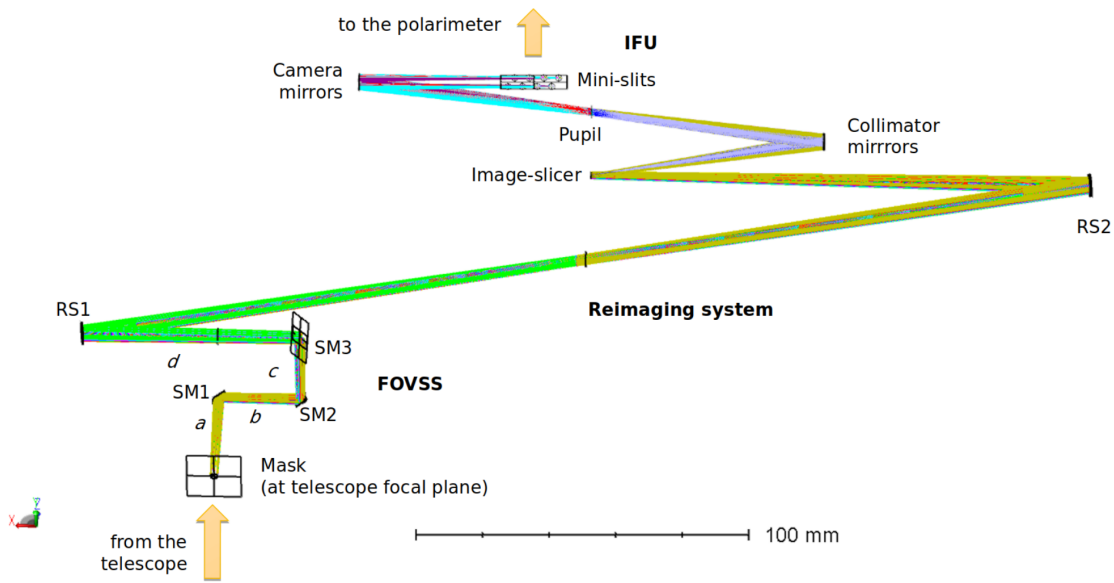 to the polarimeter
IFU
Camera
mirrors
Mini-slits
Pupil
Collimator
mirrrors
Image-slicer
RS2
RS1
Reimaging system
SM3
d
c
FOVSS
SM1
SM2
a
b
Mask
(at telescope focal plane)
X
from the
telescope
100 mm